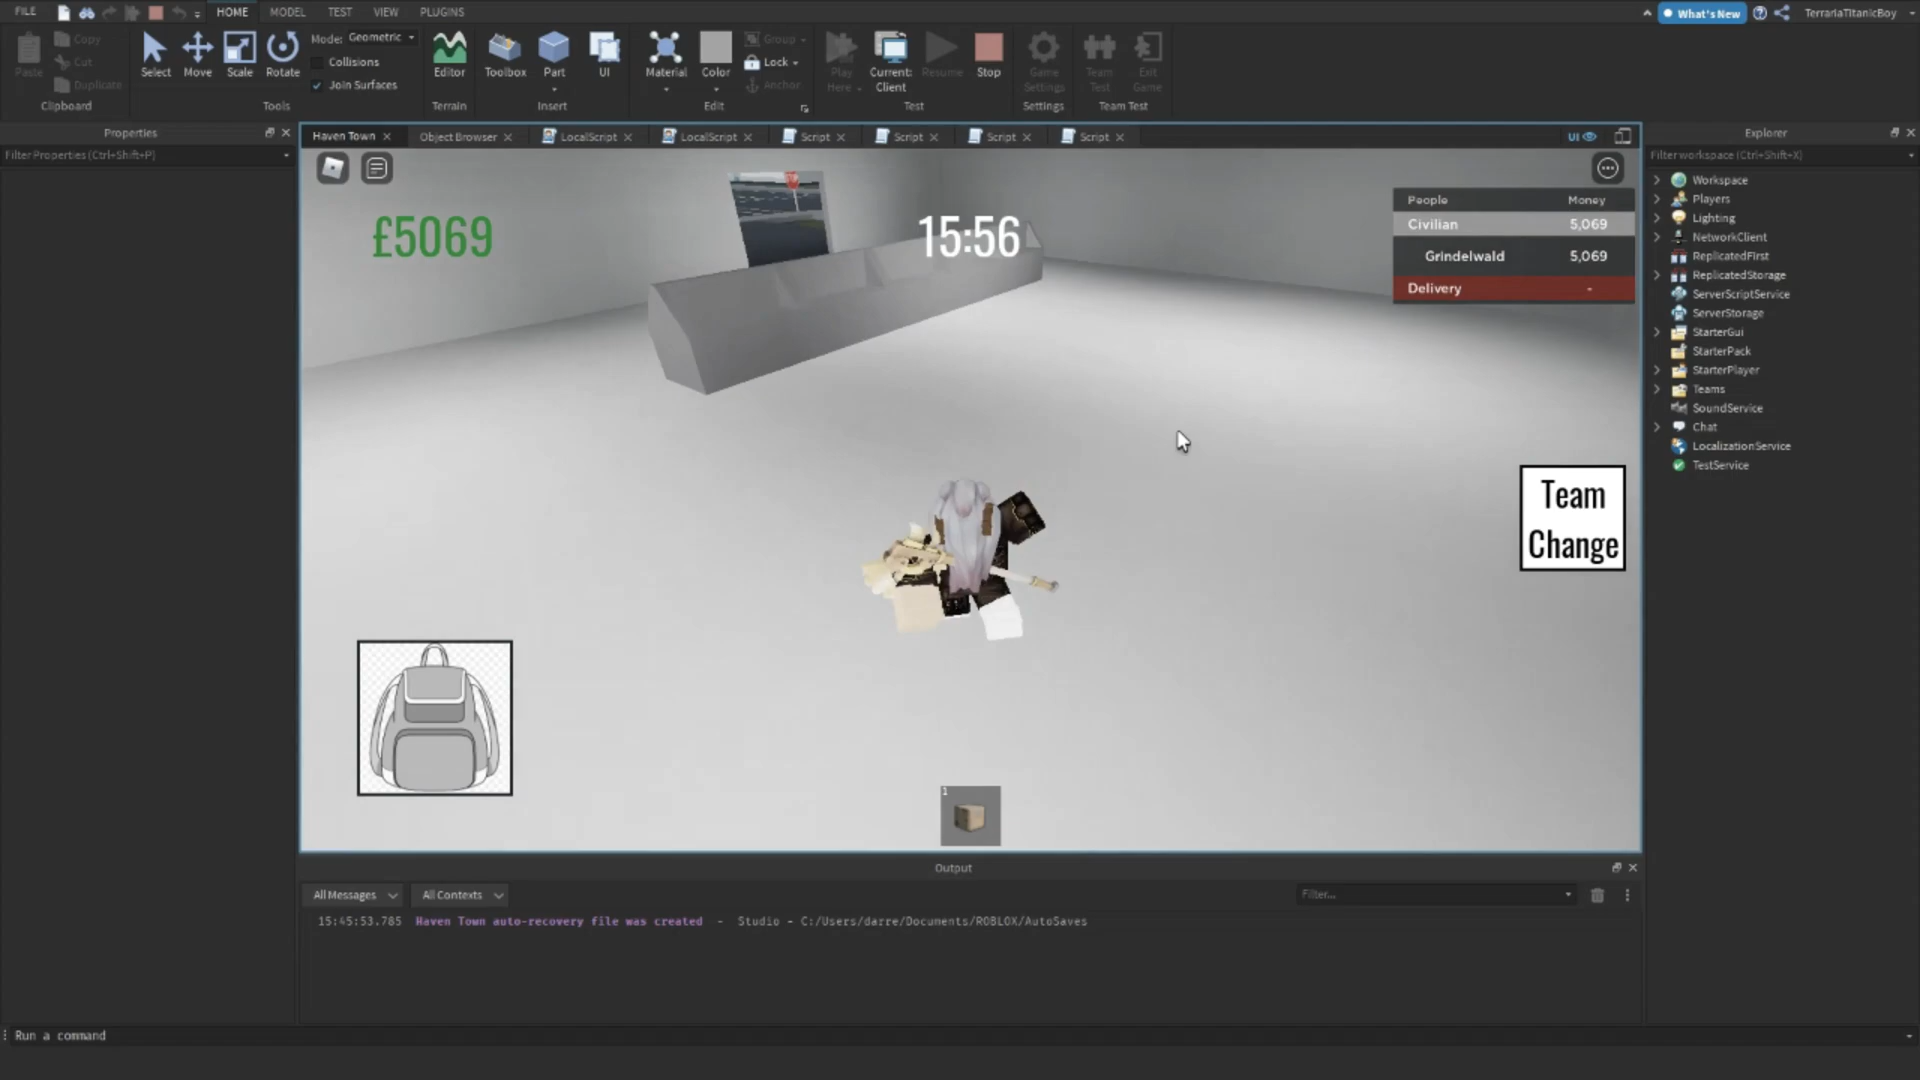 FILE
HOME
MODEL
TEST
VIEW
PLUGINS
What's New
TerrariaTitanicBoy
Paste
Copy
Cut
Duplicate
Clipboard
Select
Move
Scale
Rotate
Mode: Geometric
Collisions
Join Surfaces
Tools
Editor
Terrain
Toolbox
Part
UI
Insert
Material
Color
Group
Lock
Anchor
Edit
Play
Here
Current:
Client
Resume
Stop
Test
Game
Settings
Settings
Team
Test
Exit
Game
Team Test
Properties
Filter Properties (Ctrl+Shift+P)
Haven Town
Object Browser
LocalScript
LocalScript
Script
Script
Script
Script
UI
£5069
15:56
People Money
Civilian 5,069
Grindelwald 5,069
Delivery -
Team
Change
1
Explorer
Filter workspace (Ctrl+Shift+X)
Workspace
Players
Lighting
NetworkClient
ReplicatedFirst
ReplicatedStorage
ServerScriptService
ServerStorage
StarterGui
StarterPack
StarterPlayer
Teams
SoundService
Chat
LocalizationService
TestService
Output
All Messages
All Contexts
Filter...
15:45:53.785 Haven Town auto-recovery file was created - Studio - C:/Users/darre/Documents/ROBLOX/AutoSaves
Run a command